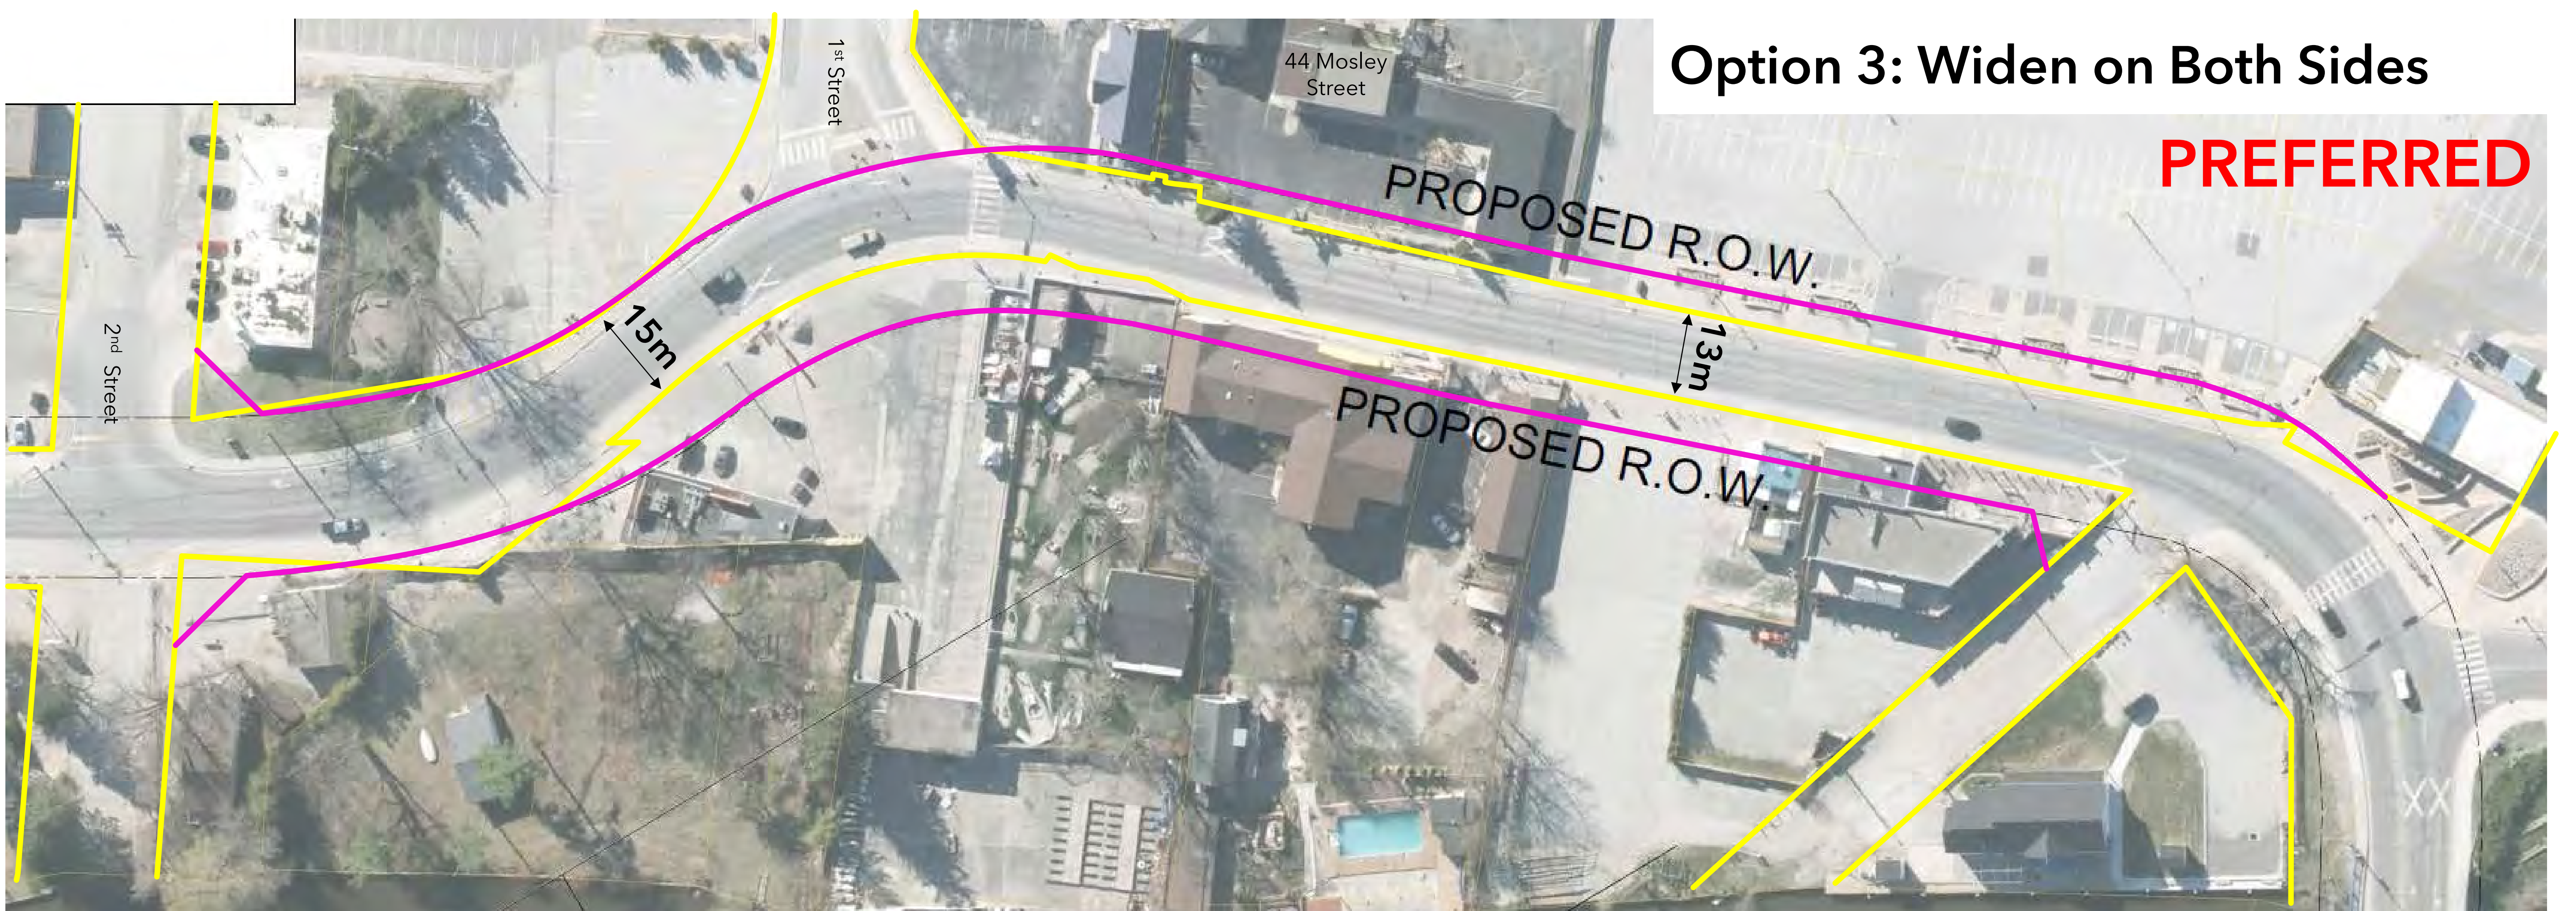 Option 3: Widen on Both Sides
PREFERRED
44 Mosley
Street
1st Street
2nd Street
PROPOSED R.O.W.
15m
13m
PROPOSED R.O.W.